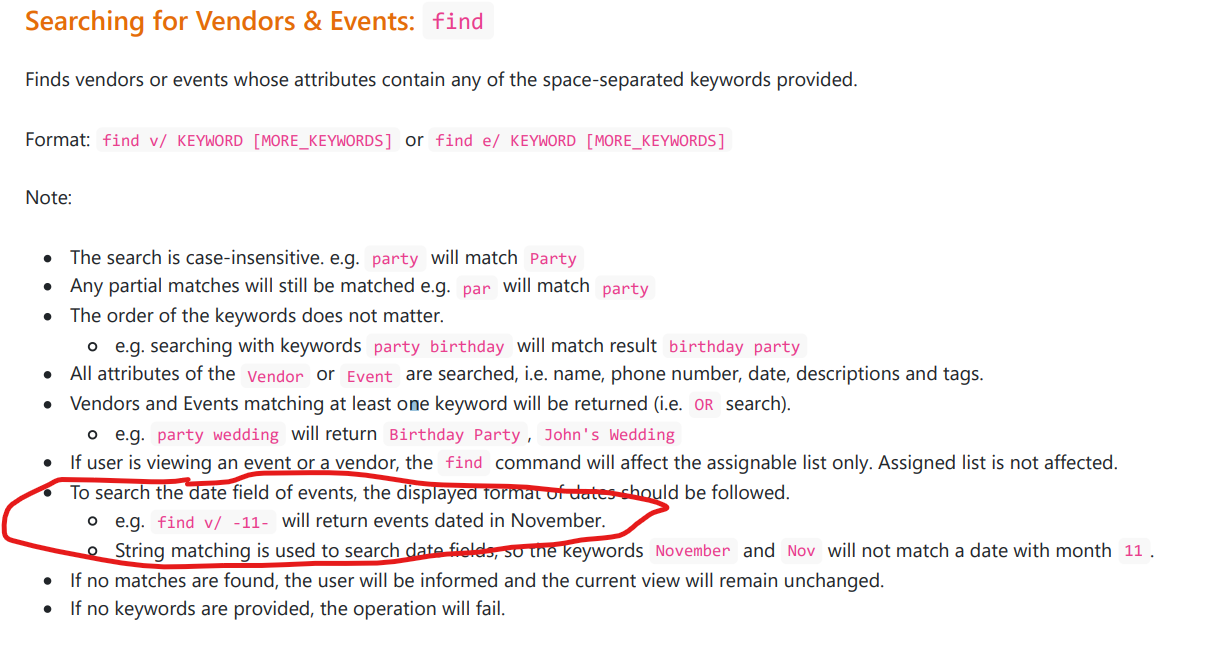 Searching for Vendors & Events: find
Finds vendors or events whose attributes contain any of the space-separated keywords provided.
Format: find v/ KEYWORD [MORE_KEYWORDS] or find e/ KEYWORD [MORE_KEYWORDS]
Note:
• The search is case-insensitive. e.g. party will match Party
• Any partial matches will still be matched e.g. par will match party
• The order of the keywords does not matter.
o e.g. searching with keywords party birthday will match result birthday party
• All attributes of the Vendor or Event are searched, i.e. name, phone number, date, descriptions and tags.
• Vendors and Events matching at least one keyword will be returned (i.e. OR search).
o e.g. party wedding will return Birthday Party , John's Wedding
• If user is viewing an event or a vendor, the find command will affect the assignable list only. Assigned list is not affected.
• To search the date field of events, the displayed format of dates should be followed.
o e.g. find v/ -11- will return events dated in November.
o String matching is used to search date fields, so the keywords November and Nov will not match a date with month 11 .
• If no matches are found, the user will be informed and the current view will remain unchanged.
• If no keywords are provided, the operation will fail.